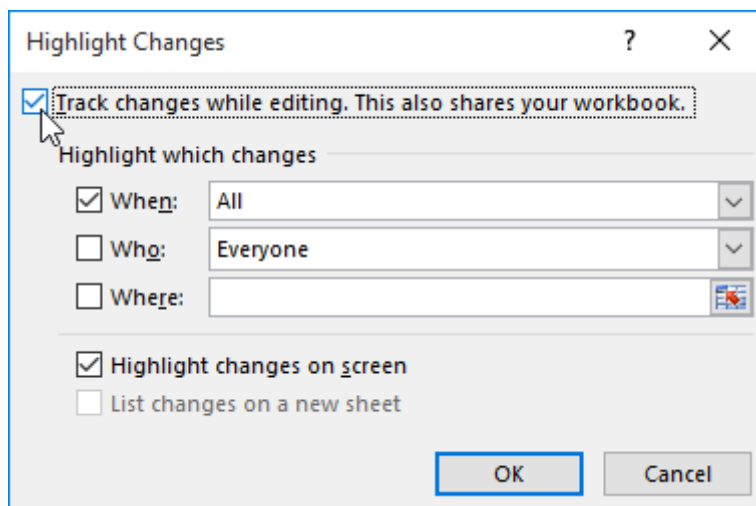 Highlight Changes
Track changes while editing. This also shares your workbook.
Highlight which changes
When: All
Who: Everyone
Where:
Highlight changes on screen
List changes on a new sheet
OK Cancel